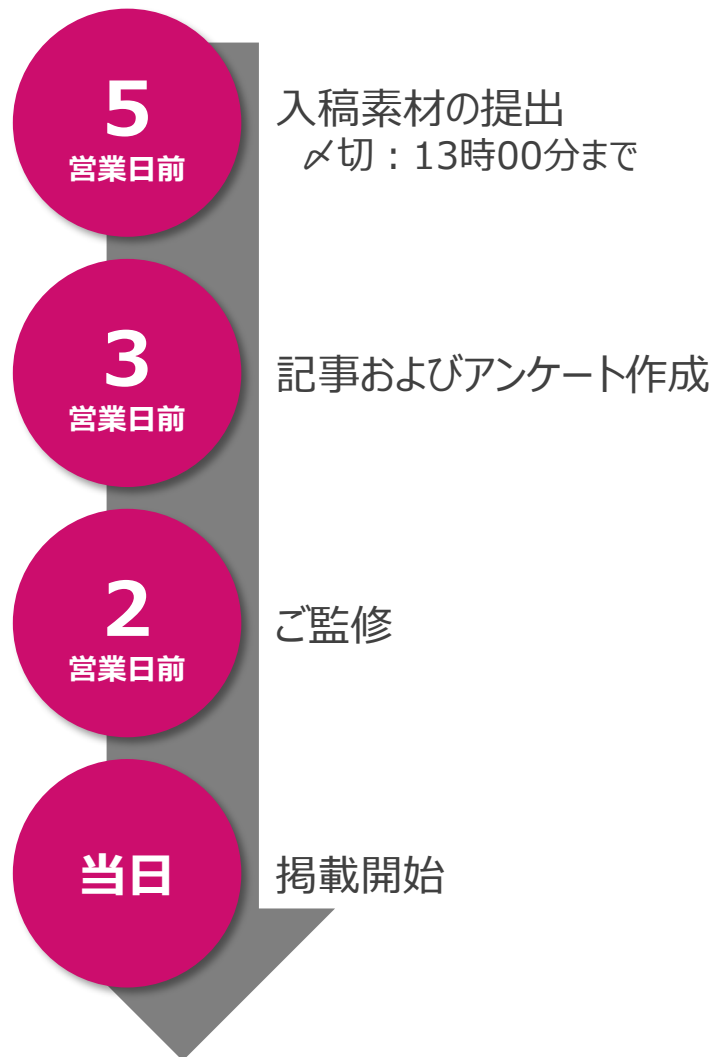 5
営業日前
入稿素材の提出
〆切：13時00分まで
3
営業日前
記事およびアンケート作成
2
営業日前
ご監修
当日
掲載開始